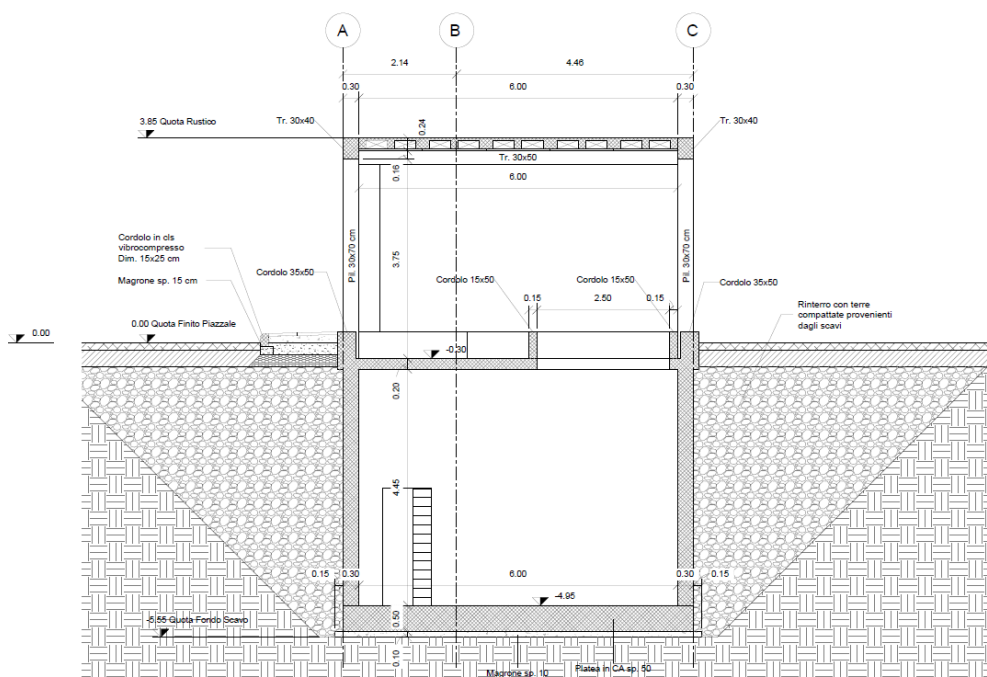 A
B
C
2.14
4.46
0.30
6.00
0.30
3.85 Quota Rustico
Tr. 30x40
0.24
Tr. 30x40
Tr. 30x50
0.16
6.00
Cordolo in cls
vibrocompresso
Dim. 15x25 cm
Magrone sp. 15 cm
Pil. 30x70 cm
3.75
Pil. 30x70 cm
Cordolo 35x50
Cordolo 15x50
Cordolo 15x50
Cordolo 35x50
0.15
2.50
0.15
Rinterro con terre
compattate provenienti
dagli scavi
0.00
0.00 Quota Finito Piazzale
-0.30
0.20
4.45
0.15
0.30
6.00
0.30
0.15
-4.95
-5.55 Quota Fondo Scavo
0.50
0.10
Magrone sp. 10
Platea in CA sp. 50